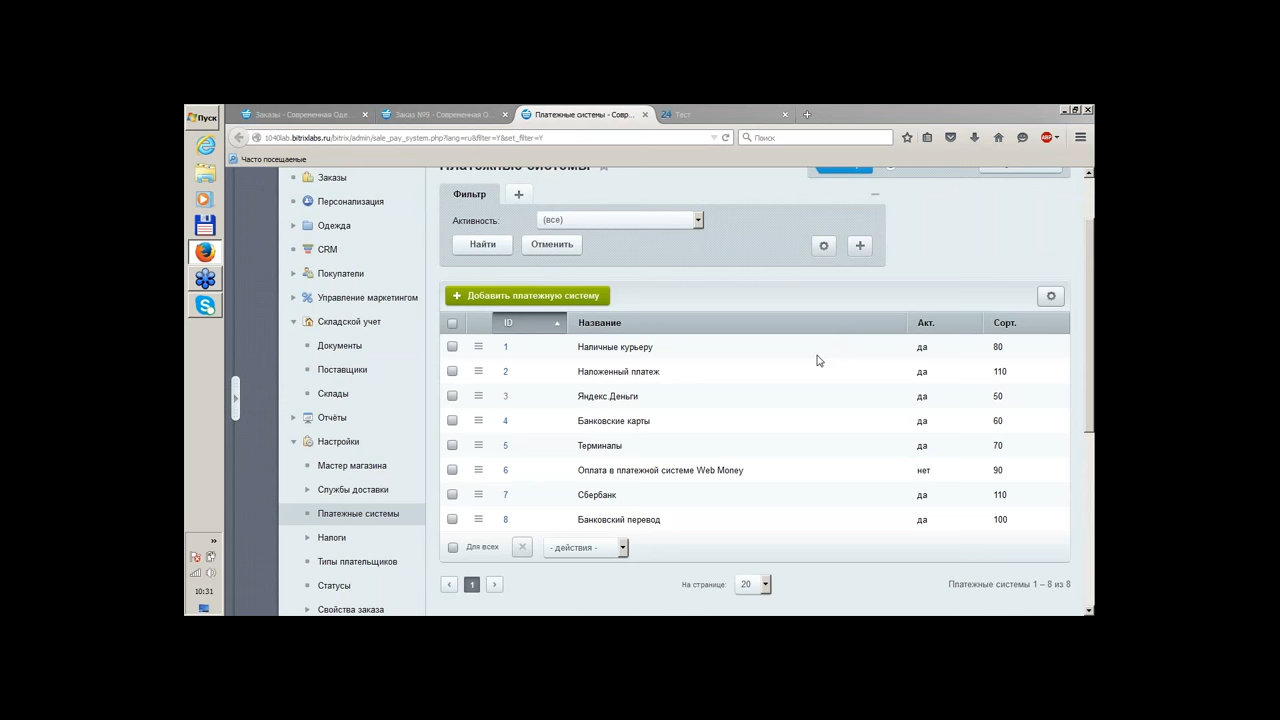 Пуск
Заказы - Современная Оде...
Заказ №9 - Современная О...
Платежные системы - Совр...
24 Тест
1040lab.bitrixlabs.ru/bitrix/admin/sale_pay_system.php?lang=ru&filter=Y&set_filter=Y
Поиск
ABP
Часто посещаемые
Платежные системы
Заказы
Персонализация
Одежда
CRM
Покупатели
Управление маркетингом
Складской учет
Документы
Поставщики
Склады
Отчёты
Настройки
Мастер магазина
Службы доставки
Платежные системы
Налоги
Типы плательщиков
Статусы
Свойства заказа
Фильтр
Активность: (все)
Найти Отменить
Добавить платежную систему
ID Название Акт. Сорт.
1 Наличные курьеру да 80
2 Наложенный платеж да 110
3 Яндекс.Деньги да 50
4 Банковские карты да 60
5 Терминалы да 70
6 Оплата в платежной системе Web Money нет 90
7 Сбербанк да 110
8 Банковский перевод да 100
Для всех - действия -
1 На странице: 20 Платежные системы 1 – 8 из 8
10:31